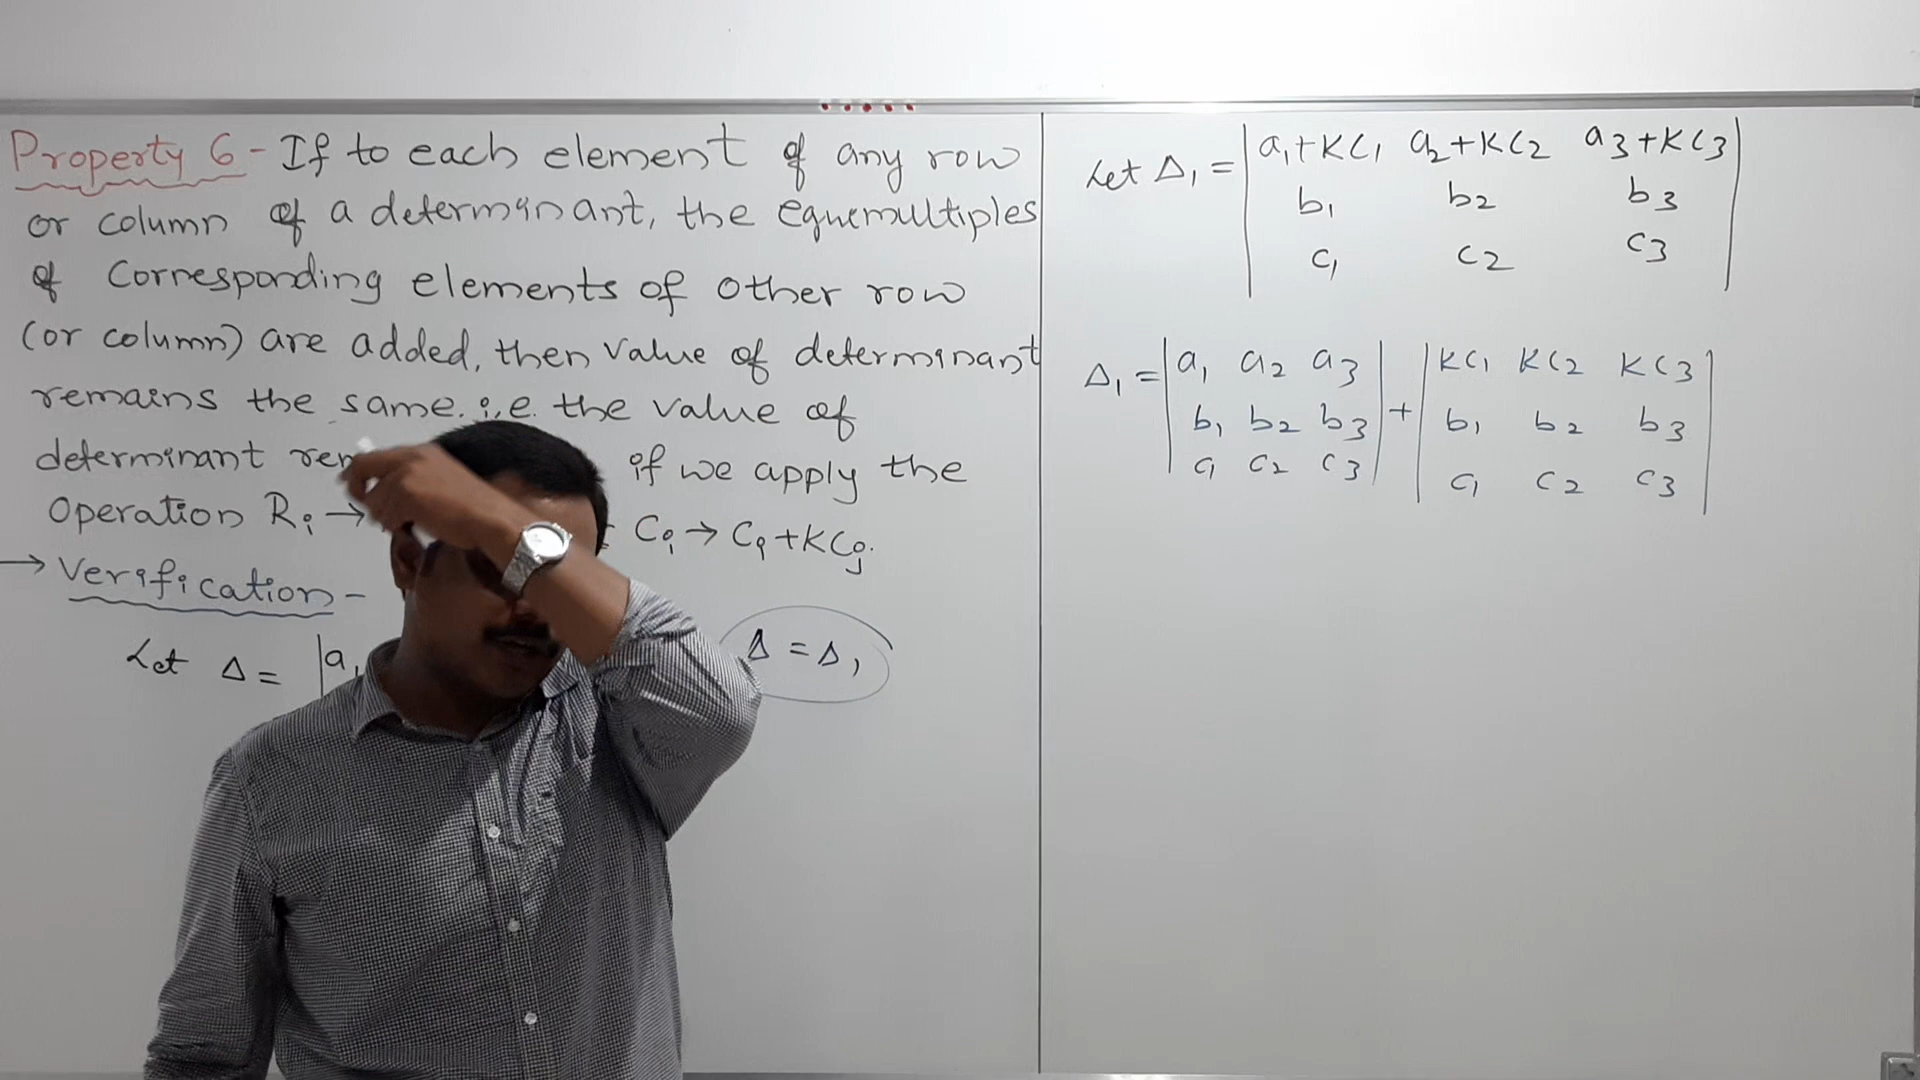 Property 6 - If to each element of any row
or column of a determinant, the equemultiples
of Corresponding elements of other row
(or column) are added, then value of determinant
remains the same. i.e. the value of
determinant if we apply the
Operation Ri → Ci → Ci + KCj.
→ Verification -
Let Δ = |a1
Δ = Δ1
Let Δ1 = | a1+KC1 a2+KC2 a3+KC3 |
b1 b2 b3
c1 c2 c3
Δ1 = | a1 a2 a3 | + | KC1 KC2 KC3 |
b1 b2 b3 b1 b2 b3
c1 c2 c3 c1 c2 c3